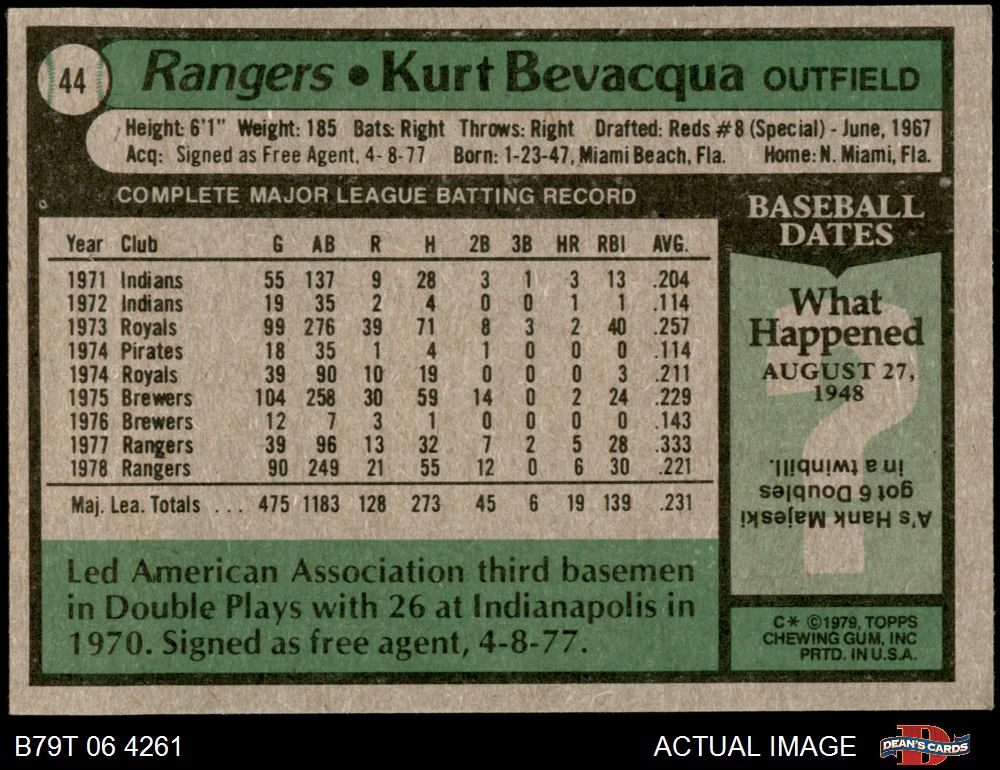 44
Rangers • Kurt Bevacqua OUTFIELD
Height: 6'1" Weight: 185 Bats: Right Throws: Right Drafted: Reds #8 (Special) - June, 1967
Acq: Signed as Free Agent, 4-8-77 Born: 1-23-47, Miami Beach, Fla. Home: N. Miami, Fla.
COMPLETE MAJOR LEAGUE BATTING RECORD
Year Club G AB R H 2B 3B HR RBI AVG.
1971 Indians 55 137 9 28 3 1 3 13 .204
1972 Indians 19 35 2 4 0 0 1 1 .114
1973 Royals 99 276 39 71 8 3 2 40 .257
1974 Pirates 18 35 1 4 1 0 0 0 .114
1974 Royals 39 90 10 19 0 0 0 3 .211
1975 Brewers 104 258 30 59 14 0 2 24 .229
1976 Brewers 12 7 3 1 0 0 0 0 .143
1977 Rangers 39 96 13 32 7 2 5 28 .333
1978 Rangers 90 249 21 55 12 0 6 30 .221
Maj. Lea. Totals ... 475 1183 128 273 45 6 19 139 .231
Led American Association third basemen
in Double Plays with 26 at Indianapolis in
1970. Signed as free agent, 4-8-77.
BASEBALL
DATES
What
Happened
AUGUST 27,
1948
?
A's Hank Majeski
got 6 Doubles
in a twinbill.
C* ©1979, TOPPS
CHEWING GUM, INC
PRTD. IN U.S.A.
B79T 06 4261
ACTUAL IMAGE
D
DEAN'S CARDS